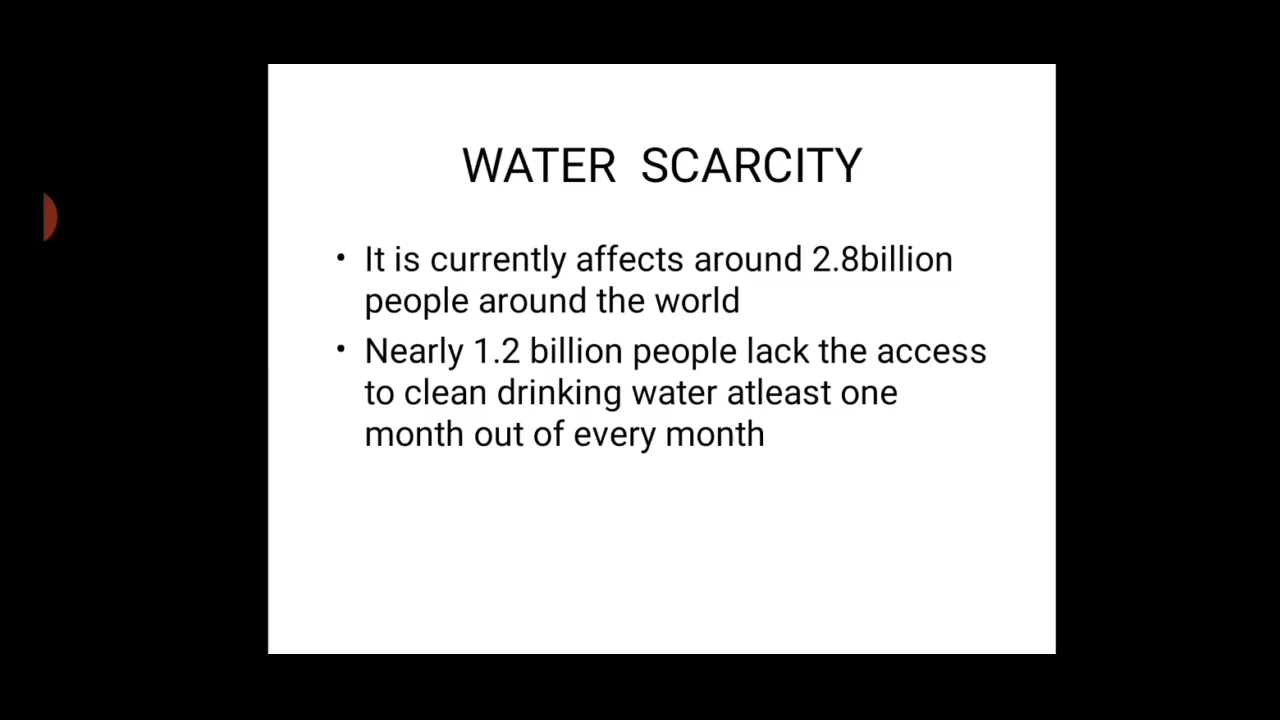 WATER SCARCITY
• It is currently affects around 2.8billion
people around the world
• Nearly 1.2 billion people lack the access
to clean drinking water atleast one
month out of every month